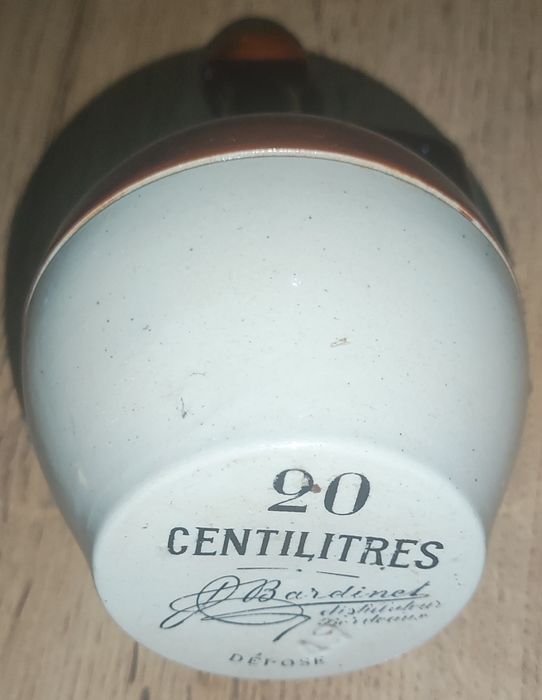 20
CENTILITRES
P. Bardinet
distillateur
Bordeaux
DÉPOSÉ